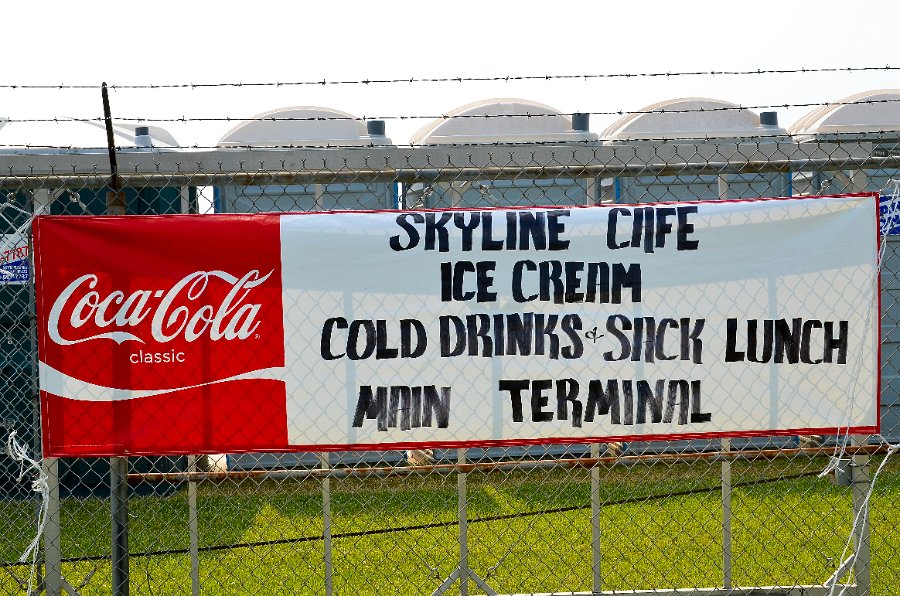 Coca-Cola
classic
SKYLINE CAFE
ICE CREAM
COLD DRINKS & SACK LUNCH
MAIN TERMINAL